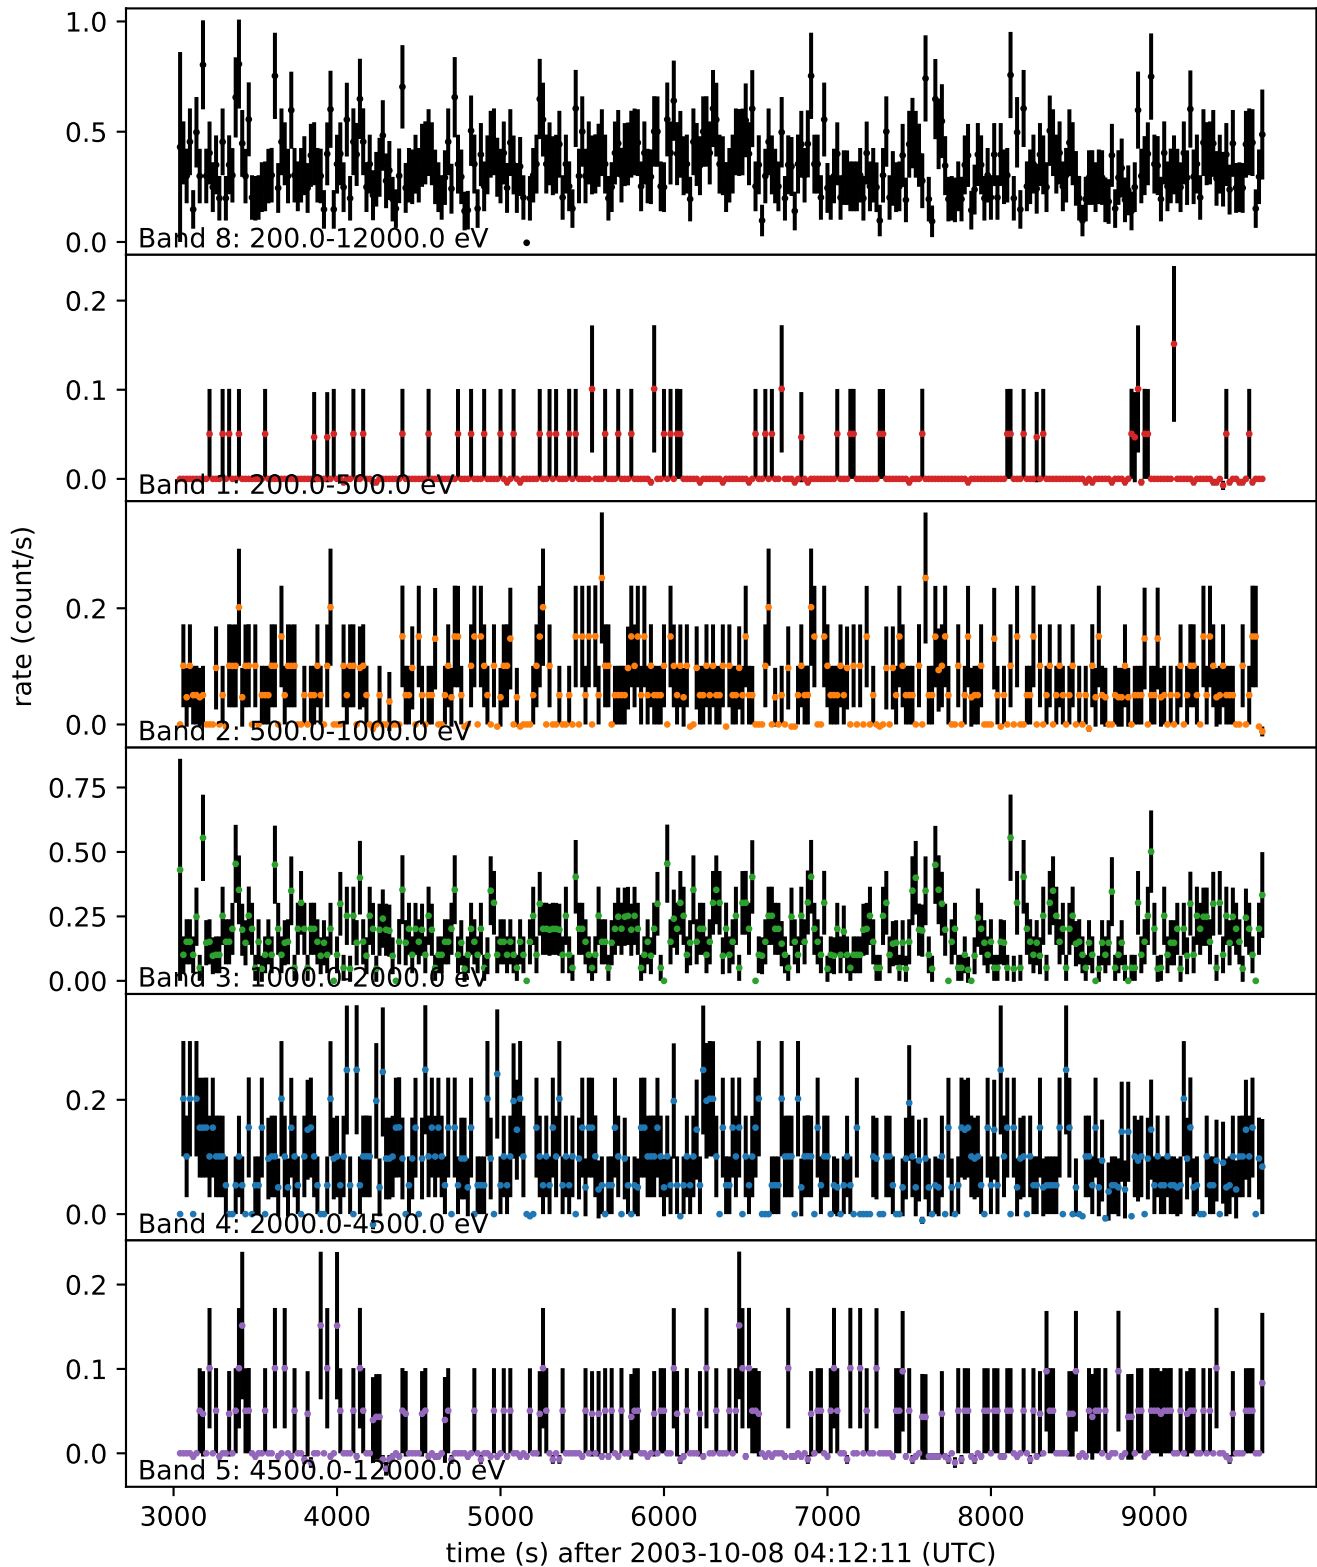 1.0
0.5
0.0
Band 8: 200.0-12000.0 eV
0.2
0.1
0.0
Band 1: 200.0-500.0 eV
rate (count/s)
0.2
0.0
Band 2: 500.0-1000.0 eV
0.75
0.50
0.25
0.00
Band 3: 1000.0-2000.0 eV
0.2
0.1
0.0
Band 4: 2000.0-4500.0 eV
0.2
0.1
0.0
Band 5: 4500.0-12000.0 eV
3000 4000 5000 6000 7000 8000 9000
time (s) after 2003-10-08 04:12:11 (UTC)